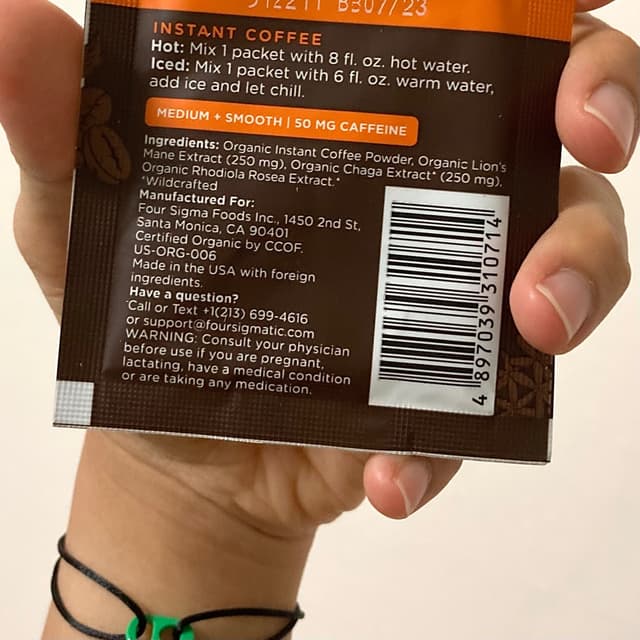 BB07/23
INSTANT COFFEE
Hot: Mix 1 packet with 8 fl. oz. hot water.
Iced: Mix 1 packet with 6 fl. oz. warm water,
add ice and let chill.
MEDIUM + SMOOTH | 50 MG CAFFEINE
Ingredients: Organic Instant Coffee Powder, Organic Lion's
Mane Extract (250 mg), Organic Chaga Extract* (250 mg),
Organic Rhodiola Rosea Extract.*
*Wildcrafted
Manufactured For:
Four Sigma Foods Inc., 1450 2nd St,
Santa Monica, CA 90401
Certified Organic by CCOF.
US-ORG-006
Made in the USA with foreign
ingredients.
Have a question?
Call or Text +1(213) 699-4616
or support@foursigmatic.com
WARNING: Consult your physician
before use if you are pregnant,
lactating, have a medical condition
or are taking any medication.
4 897039 310714